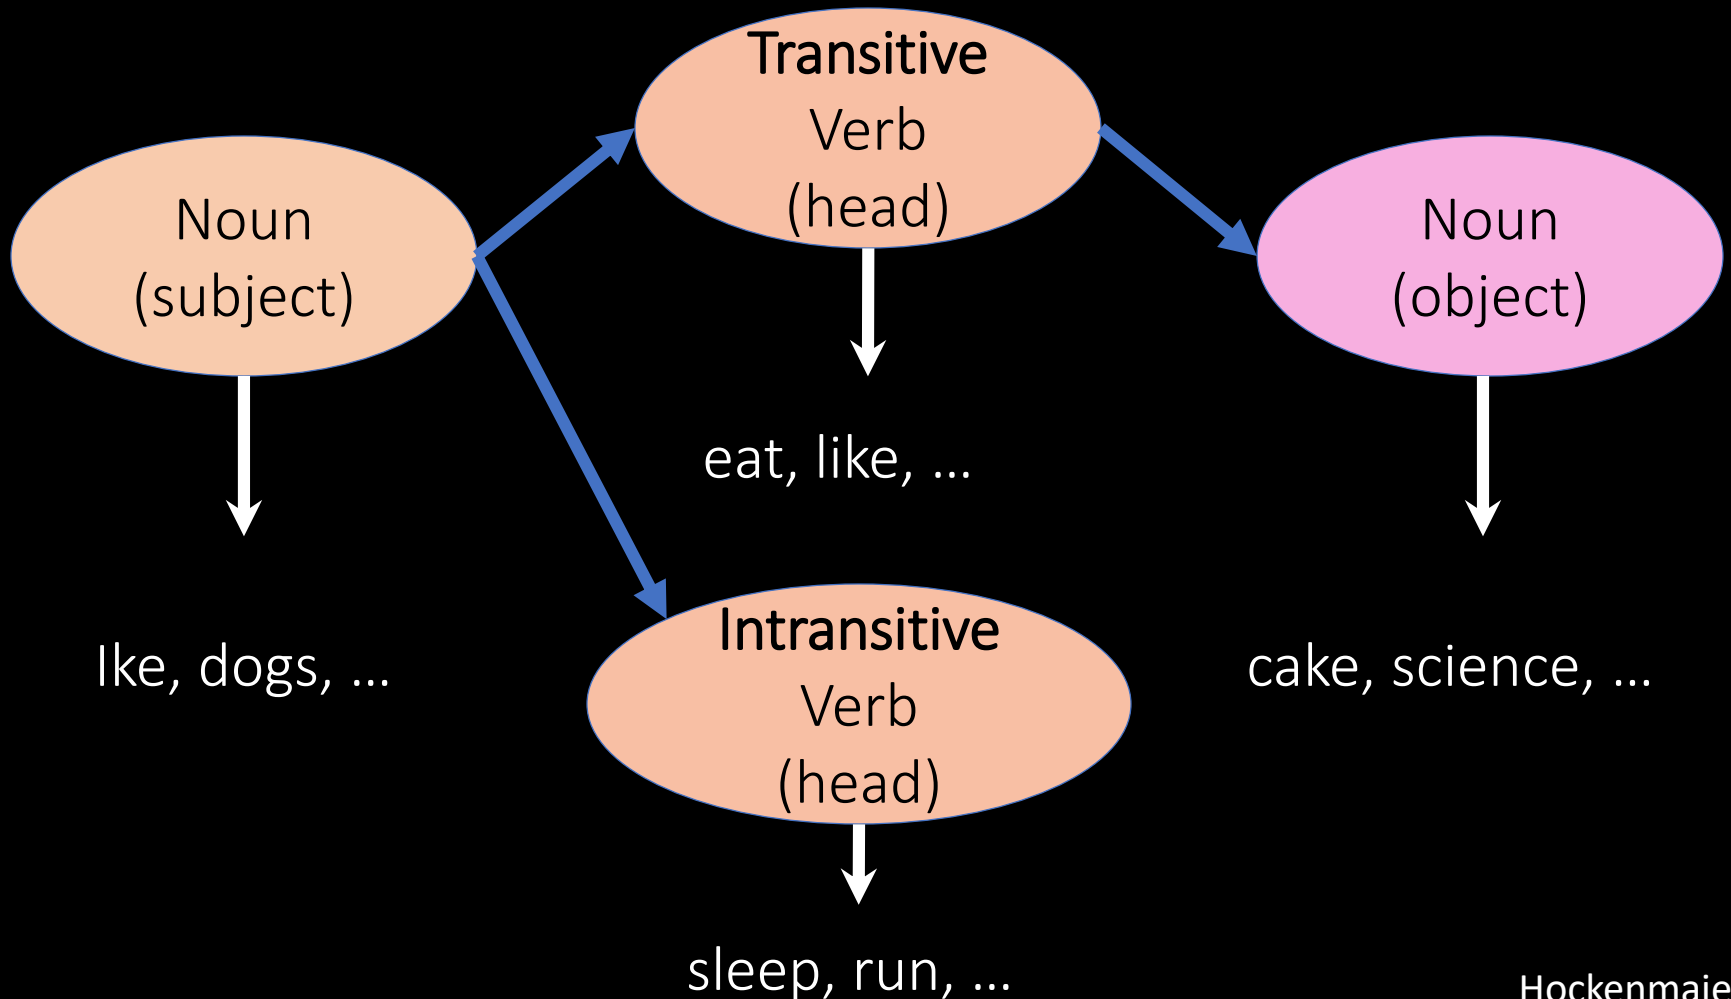 Transitive
Verb
(head)
Noun
(subject)
Noun
(object)
eat, like, ...
Ike, dogs, ...
Intransitive
Verb
(head)
cake, science, ...
sleep, run, ...
Hockenmaie